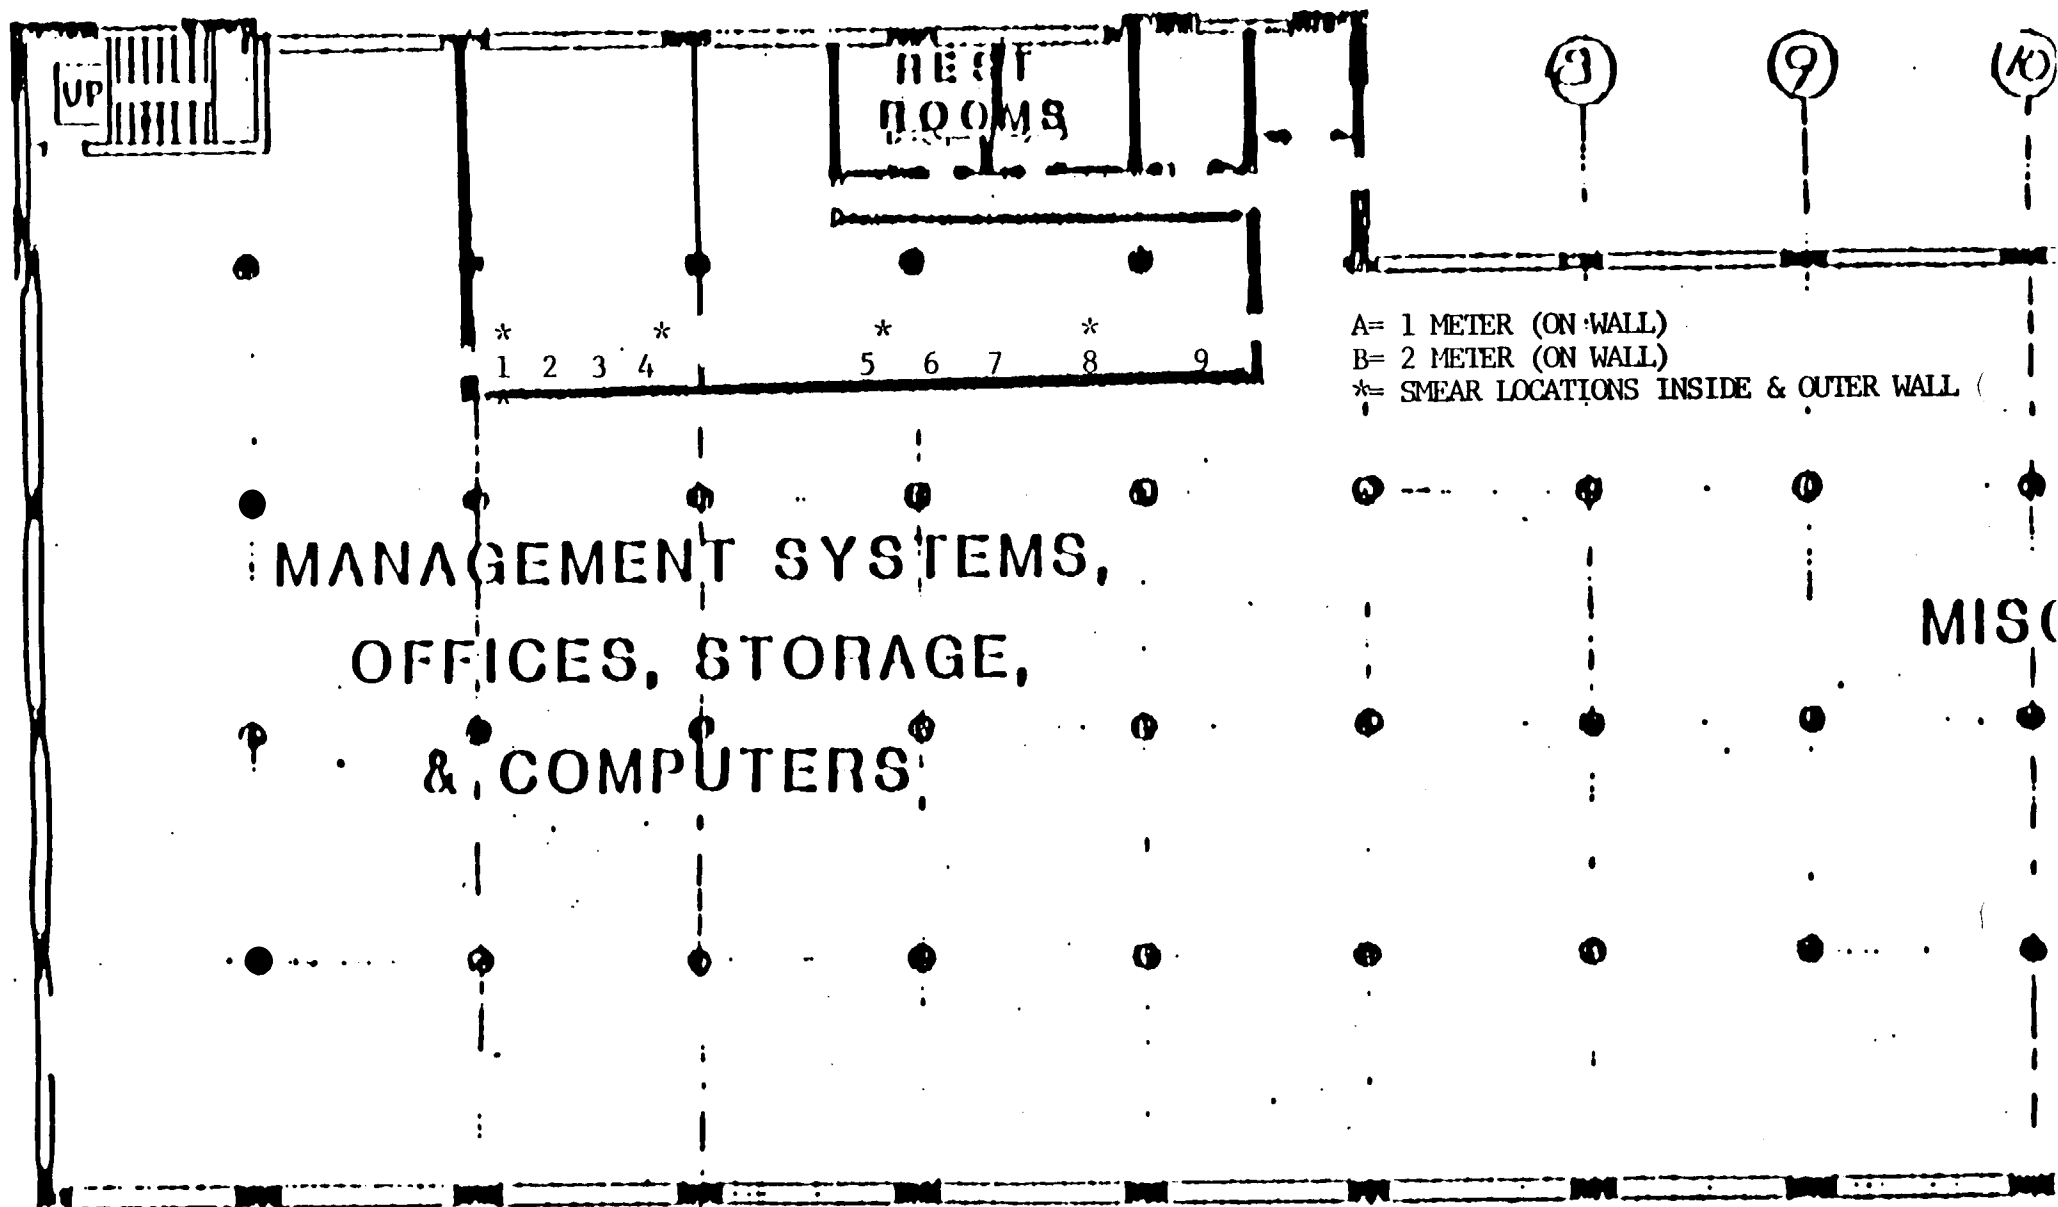 UP
REST
ROOMS
8
9
10
* * * *
1 2 3 4 5 6 7 8 9
*
A= 1 METER (ON WALL)
B= 2 METER (ON WALL)
*= SMEAR LOCATIONS INSIDE & OUTER WALL
MANAGEMENT SYSTEMS,
OFFICES, STORAGE,
& COMPUTERS
MISC